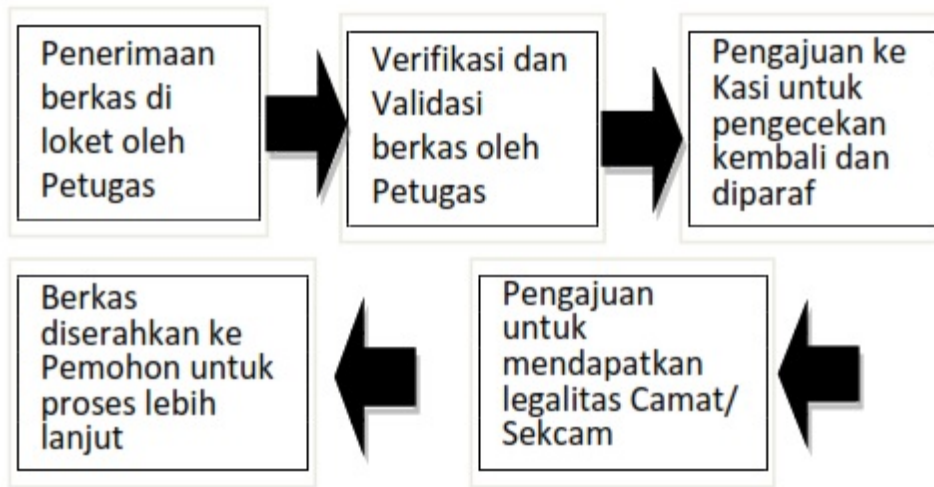 Penerimaan
berkas di
loket oleh
Petugas
Verifikasi dan
Validasi
berkas oleh
Petugas
Pengajuan ke
Kasi untuk
pengecekan
kembali dan
diparaf
Pengajuan
untuk
mendapatkan
legalitas Camat/
Sekcam
Berkas
diserahkan ke
Pemohon untuk
proses lebih
lanjut